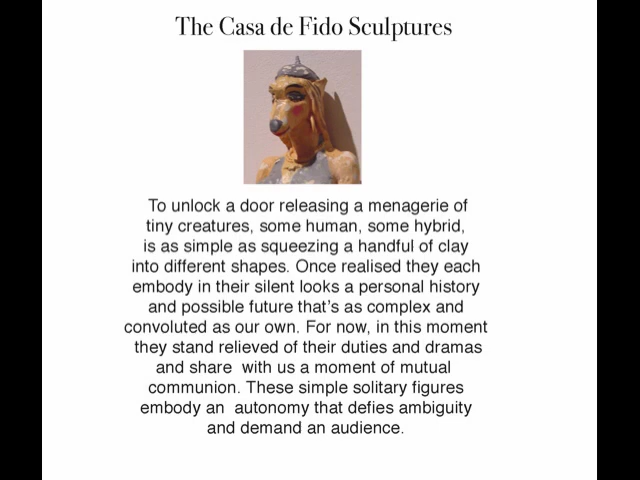 The Casa de Fido Sculptures
To unlock a door releasing a menagerie of
tiny creatures, some human, some hybrid,
is as simple as squeezing a handful of clay
into different shapes. Once realised they each
embody in their silent looks a personal history
and possible future that's as complex and
convoluted as our own. For now, in this moment
they stand relieved of their duties and dramas
and share  with us a moment of mutual
communion. These simple solitary figures
embody an  autonomy that defies ambiguity
and demand an audience.